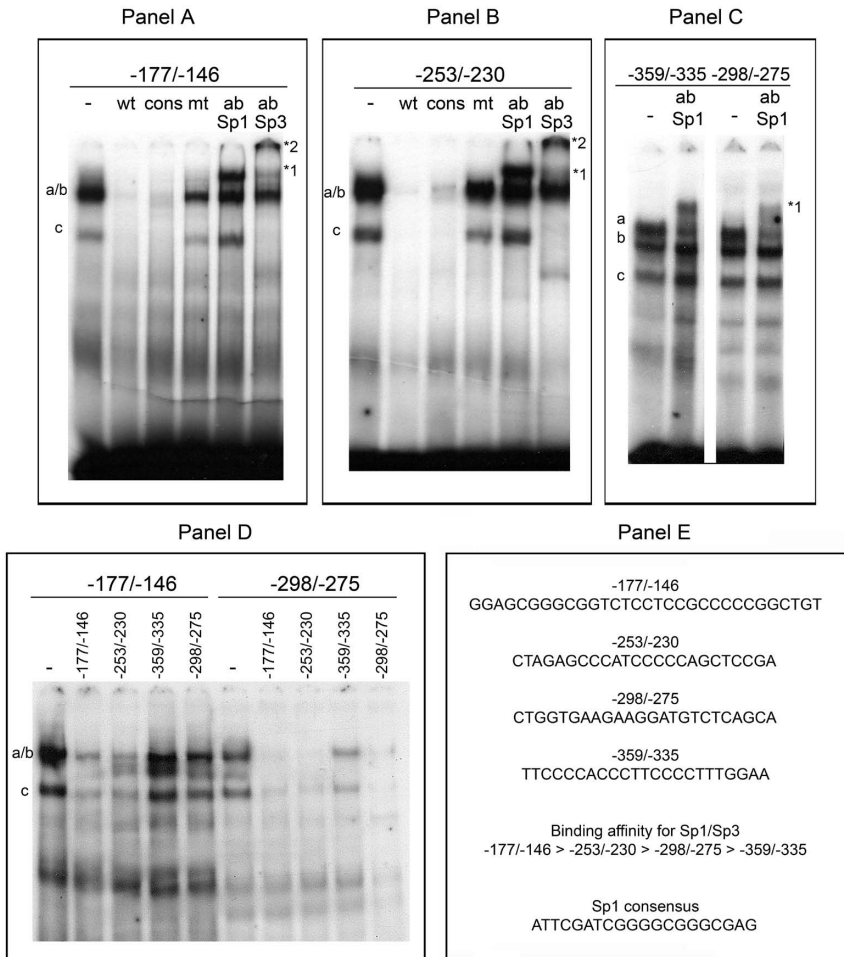 Panel A
Panel B
Panel C
-177/-146
- wt cons mt ab Sp1 ab Sp3
*2
*1
a/b
c
-253/-230
- wt cons mt ab Sp1 ab Sp3
*2
*1
a/b
c
-359/-335 -298/-275
- ab Sp1 - ab Sp1
*1
a
b
c
Panel D
Panel E
-177/-146 -298/-275
- -177/-146 -253/-230 -359/-335 -298/-275 - -177/-146 -253/-230 -359/-335 -298/-275
a/b
c
-177/-146
GGAGCGGGCGGTCTCCTCCGCCCCCGGCTGT
-253/-230
CTAGAGCCCATCCCCCAGCTCCGA
-298/-275
CTGGTGAAGAAGGATGTCTCAGCA
-359/-335
TTCCCCACCCTTCCCCTTTGGAA
Binding affinity for Sp1/Sp3
-177/-146 > -253/-230 > -298/-275 > -359/-335
Sp1 consensus
ATTCGATCGGGGCGGGCGAG